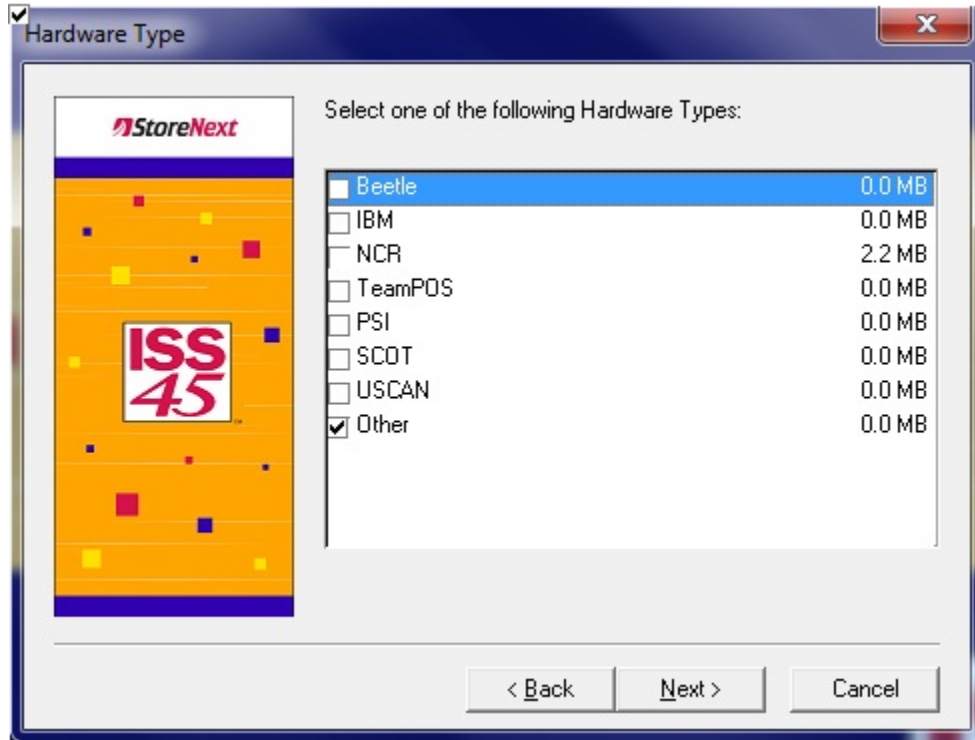 Hardware Type
StoreNext
Select one of the following Hardware Types:
Beetle 0.0 MB
IBM 0.0 MB
NCR 2.2 MB
TeamPOS 0.0 MB
PSI 0.0 MB
SCOT 0.0 MB
USCAN 0.0 MB
Other 0.0 MB
ISS
45
< Back Next > Cancel